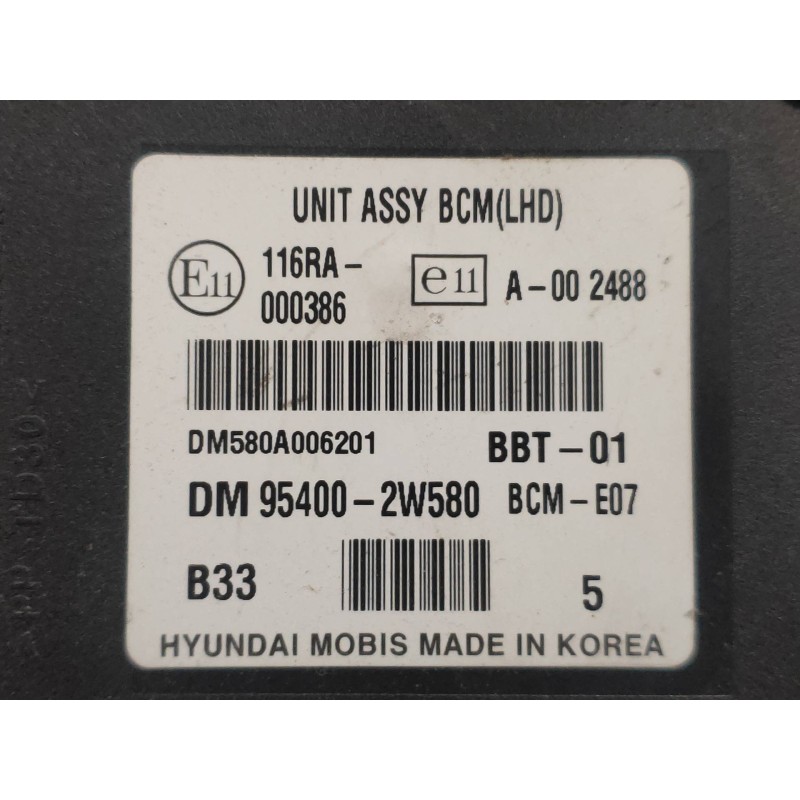 UNIT ASSY BCM(LHD)
E11 116RA-
000386
e11 A-00 2488
DM580A006201 BBT-01
DM 95400-2W580 BCM-E07
B33 5
HYUNDAI MOBIS MADE IN KOREA